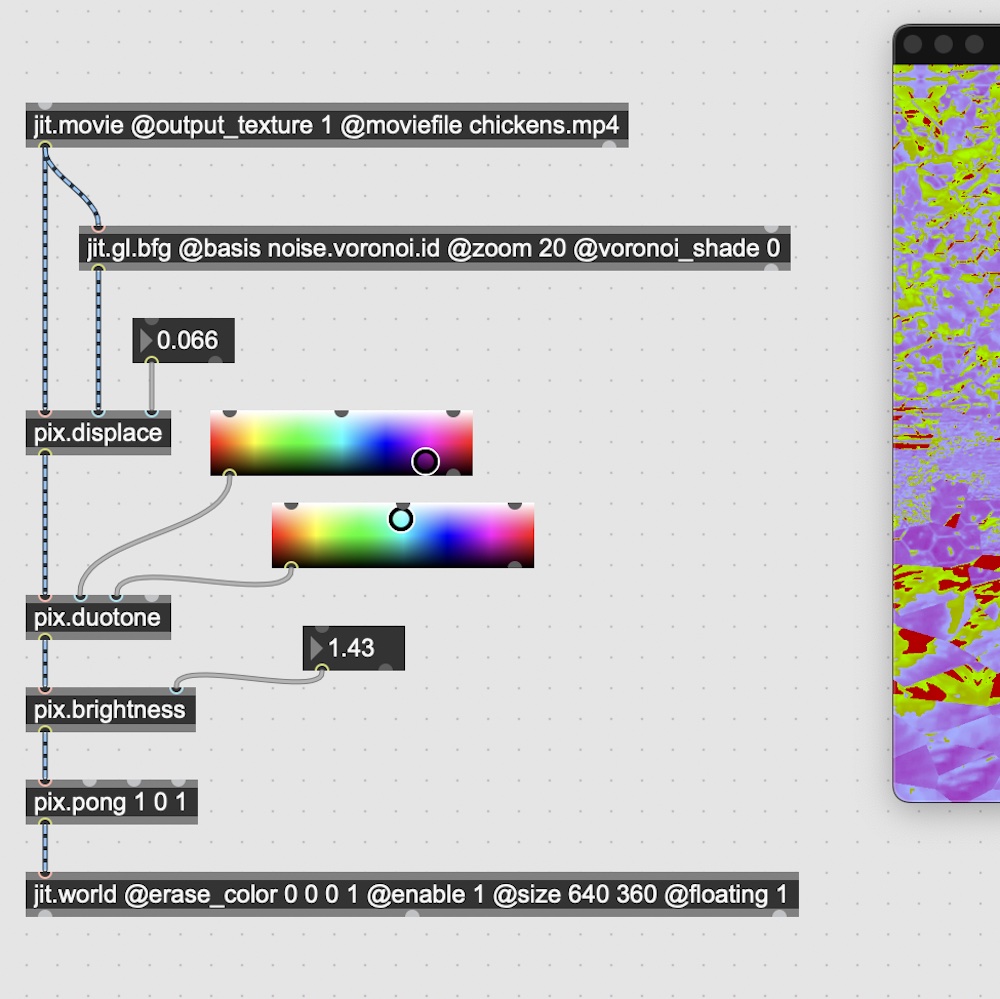 jit.movie @output_texture 1 @moviefile chickens.mp4
jit.gl.bfg @basis noise.voronoi.id @zoom 20 @voronoi_shade 0
0.066
pix.displace
pix.duotone
1.43
pix.brightness
pix.pong 1 0 1
jit.world @erase_color 0 0 0 1 @enable 1 @size 640 360 @floating 1